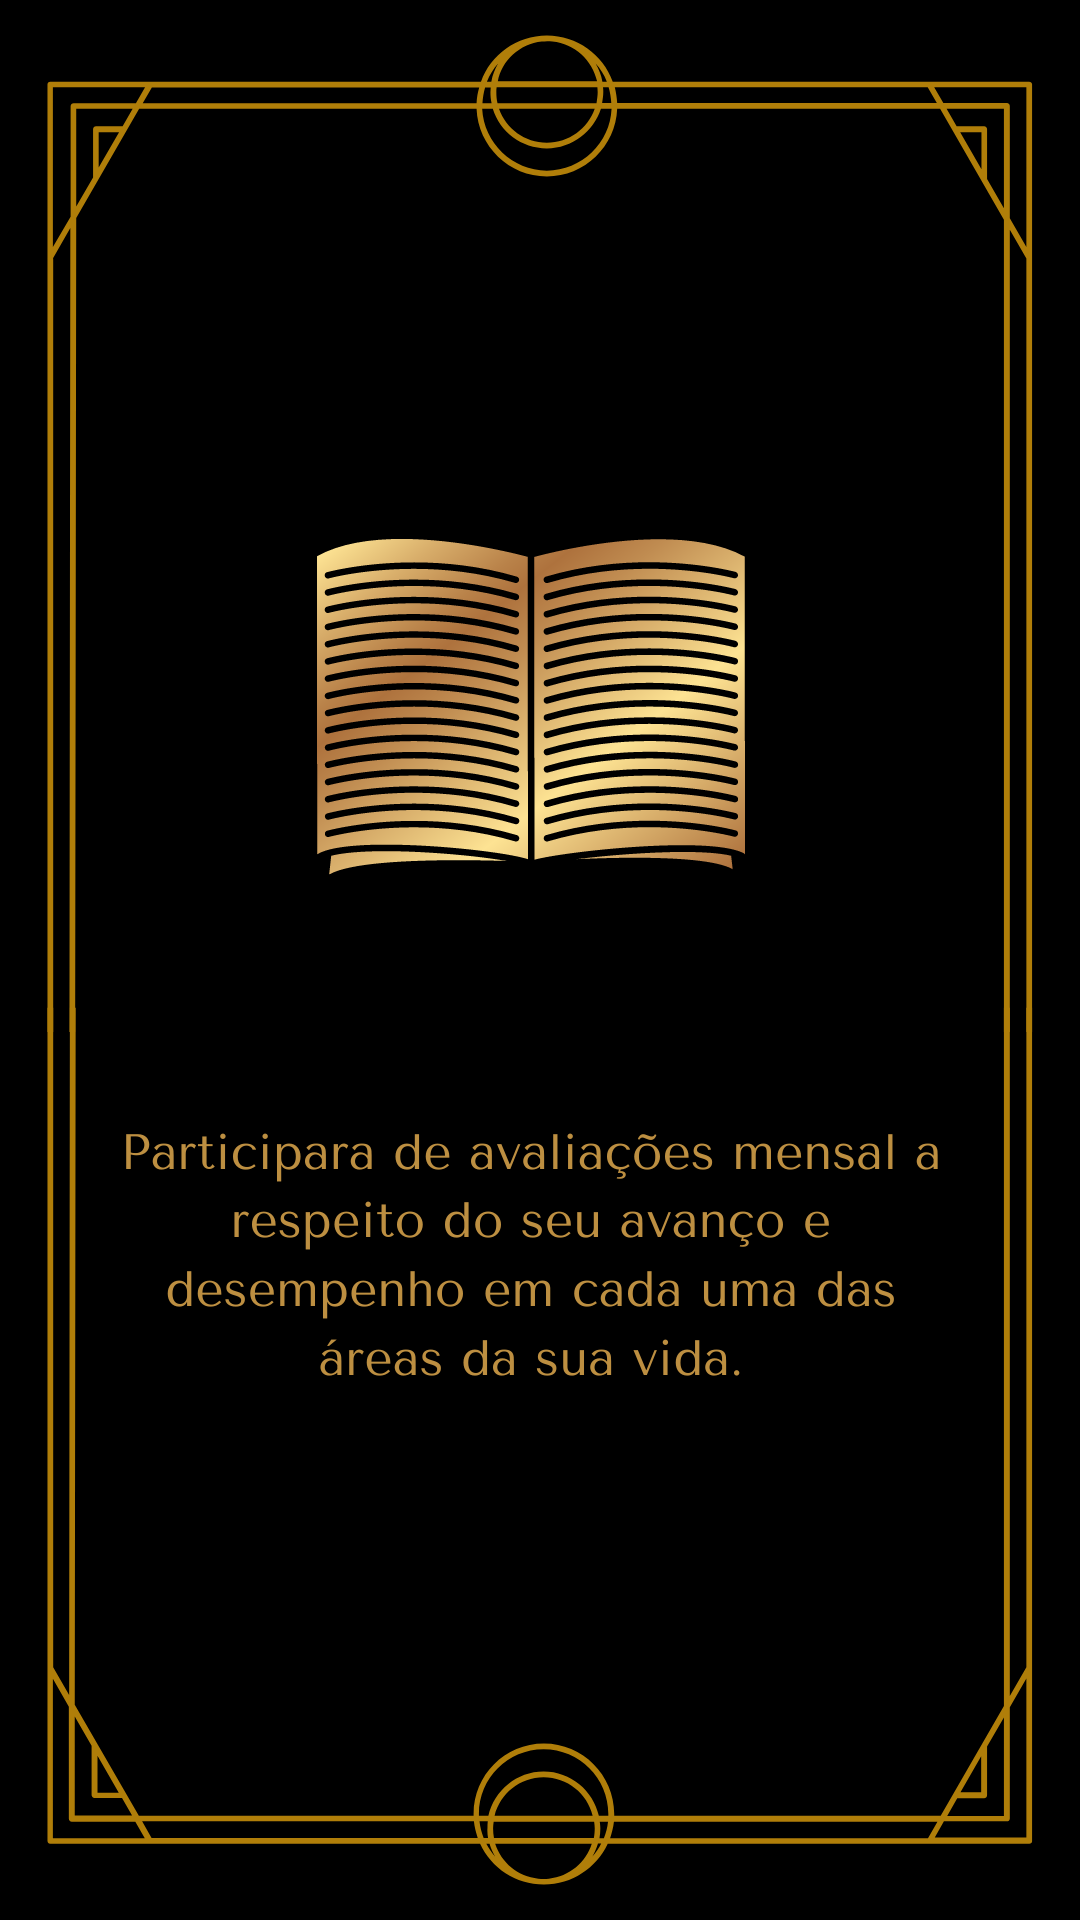 Participara de avaliações mensal a
respeito do seu avanço e
desempenho em cada uma das
áreas da sua vida.